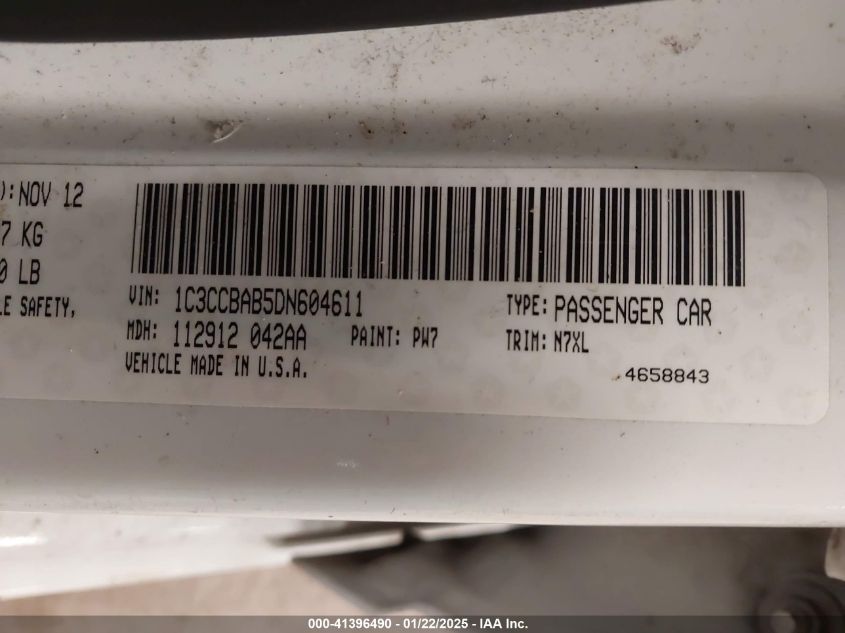 ): NOV 12
7 KG
0 LB
LE SAFETY,
VIN: 1C3CCBAB5DN604611 TYPE: PASSENGER CAR
MDH: 112912 042AA PAINT: PW7 TRIM: N7XL
VEHICLE MADE IN U.S.A. 4658843
000-41396490 - 01/22/2025 - IAA Inc.